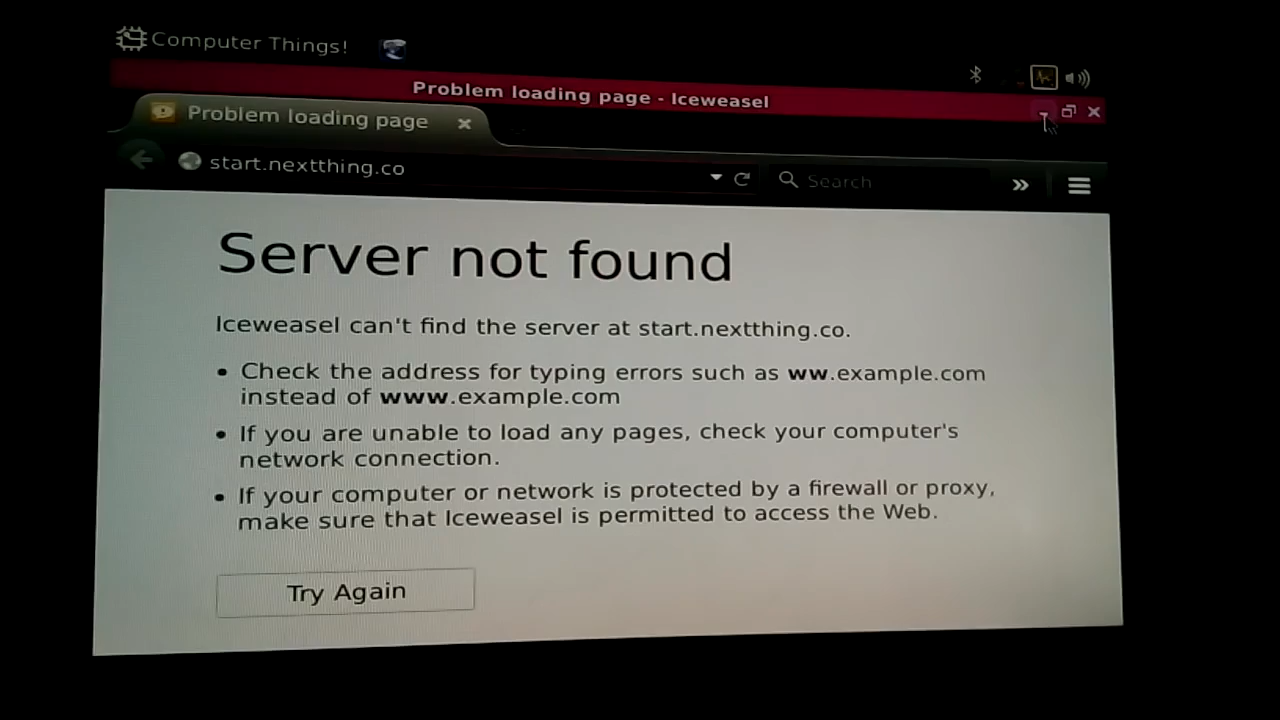 Computer Things!
Problem loading page - Iceweasel
Problem loading page
start.nextthing.co
Search
Server not found
Iceweasel can't find the server at start.nextthing.co.
• Check the address for typing errors such as ww.example.com
instead of www.example.com
• If you are unable to load any pages, check your computer's
network connection.
• If your computer or network is protected by a firewall or proxy,
make sure that Iceweasel is permitted to access the Web.
Try Again